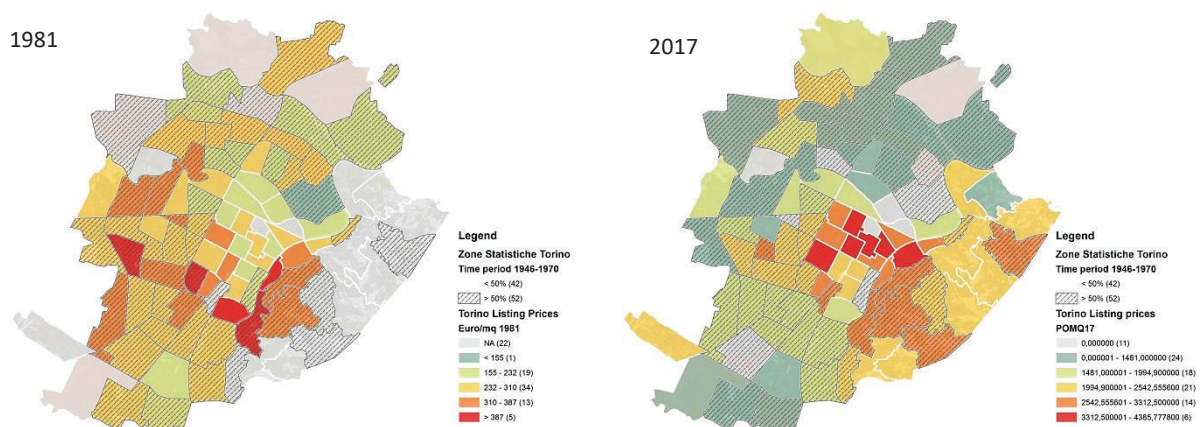 1981
Legend
Zone Statistiche Torino
Time period 1946-1970
< 50% (42)
> 50% (52)
Torino Listing Prices
Euro/mq 1981
NA (22)
< 155 (1)
155 - 232 (19)
232 - 310 (34)
310 - 387 (13)
> 387 (5)
2017
Legend
Zone Statistiche Torino
Time period 1946-1970
< 50% (42)
> 50% (52)
Torino Listing prices
POMQ17
0,000000 (11)
0,000001 - 1481,000000 (24)
1481,000001 - 1994,900000 (18)
1994,900001 - 2542,555600 (21)
2542,555601 - 3312,500000 (14)
3312,500001 - 4385,777800 (6)